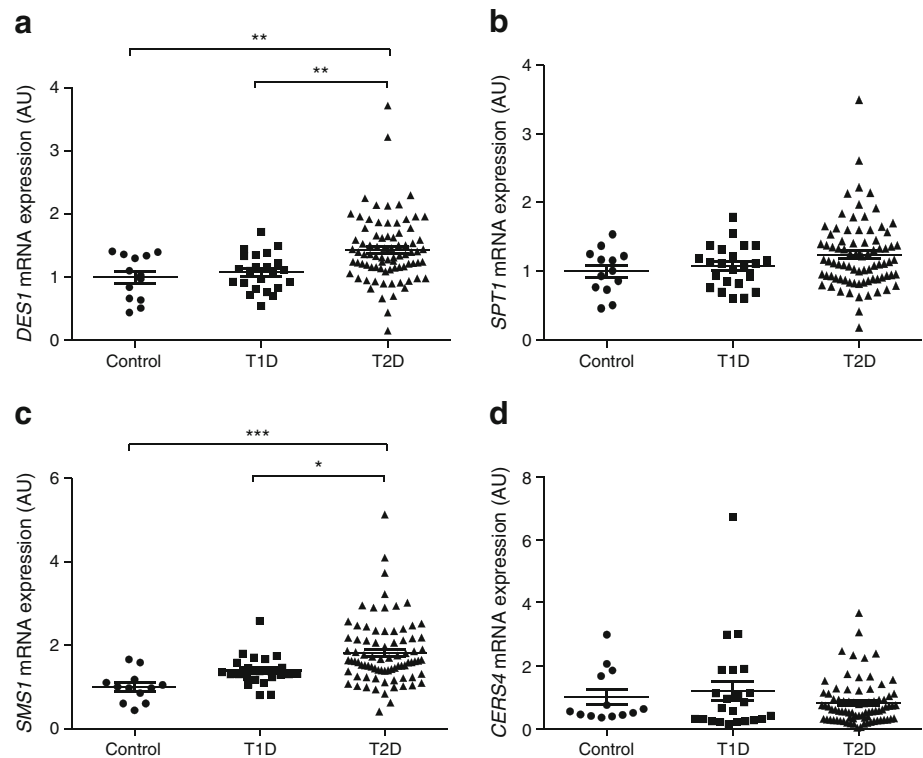 a
**
**
DES1 mRNA expression (AU)
4
3
2
1
0
Control
T1D
T2D
b
SPT1 mRNA expression (AU)
4
3
2
1
0
Control
T1D
T2D
c
***
*
SMS1 mRNA expression (AU)
6
4
2
0
Control
T1D
T2D
d
CERS4 mRNA expression (AU)
8
6
4
2
0
Control
T1D
T2D